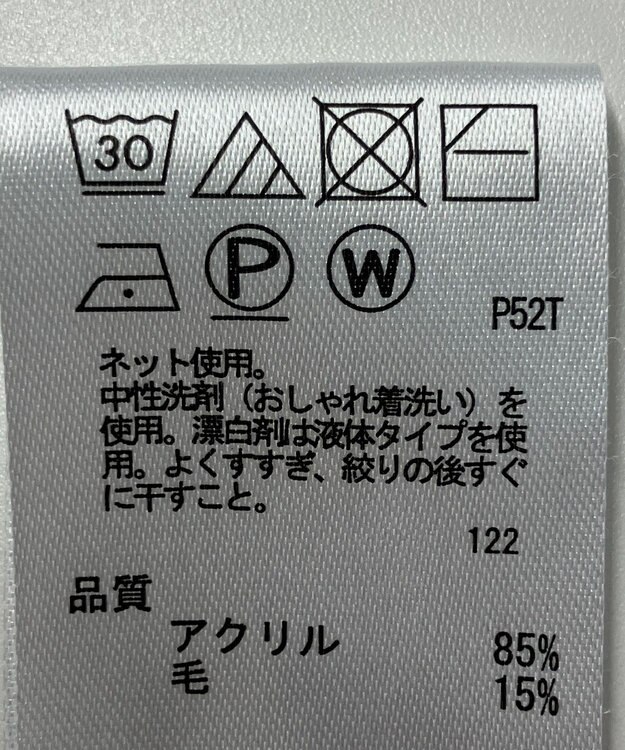 30
P W
P52T
ネット使用。
中性洗剤（おしゃれ着洗い）を
使用。漂白剤は液体タイプを使
用。よくすすぎ、絞りの後すぐ
に干すこと。
122
品質
アクリル 85%
毛 15%